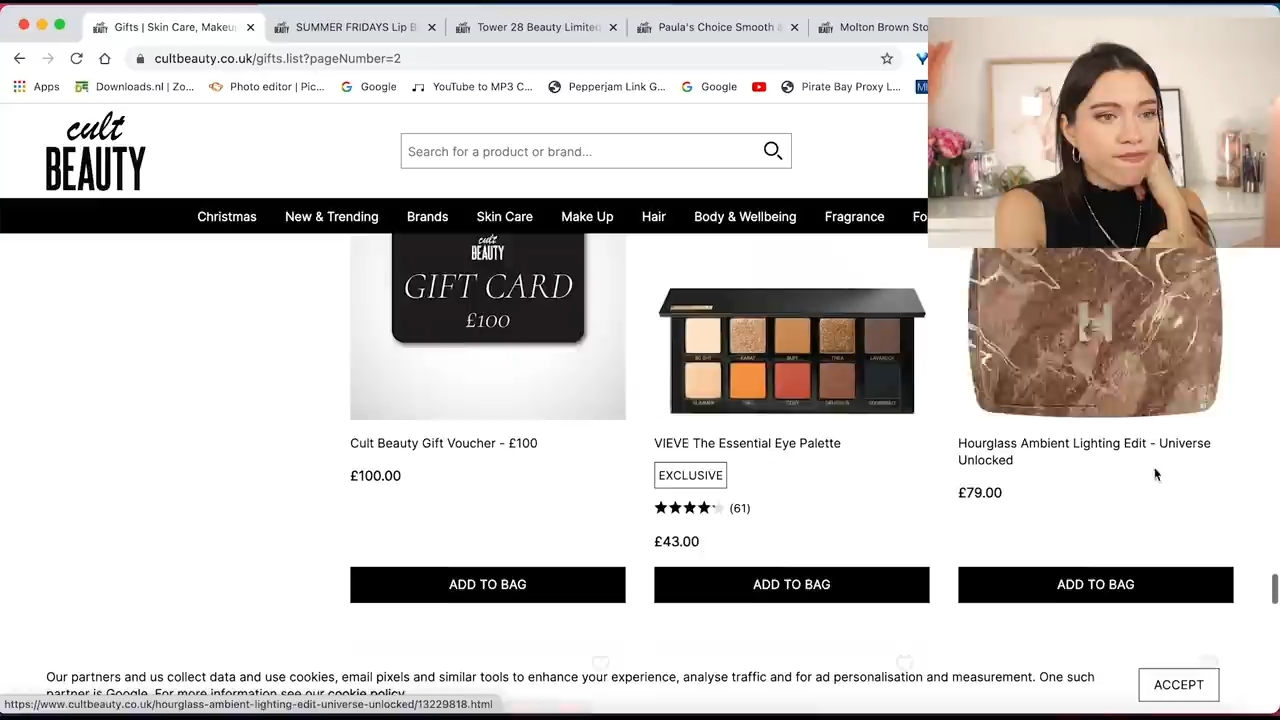 Gifts | Skin Care, Makeu
SUMMER FRIDAYS Lip B
Tower 28 Beauty Limited
Paula's Choice Smooth &
Molton Brown Sto
cultbeauty.co.uk/gifts.list?pageNumber=2
Apps
Downloads.nl | Zo...
Photo editor | Pic...
Google
YouTube to MP3 C...
Pepperjam Link G...
Google
Pirate Bay Proxy L...
cult
BEAUTY
Search for a product or brand...
Christmas
New & Trending
Brands
Skin Care
Make Up
Hair
Body & Wellbeing
Fragrance
Fo
cult
BEAUTY
GIFT CARD
£100
H
Cult Beauty Gift Voucher - £100
£100.00
ADD TO BAG
VIEVE The Essential Eye Palette
EXCLUSIVE
(61)
£43.00
ADD TO BAG
Hourglass Ambient Lighting Edit - Universe
Unlocked
£79.00
ADD TO BAG
Our partners and us collect data and use cookies, email pixels and similar tools to enhance your experience, analyse traffic and for ad personalisation and measurement. One such
partner is Google. For more information see our cookie policy.
ACCEPT
https://www.cultbeauty.co.uk/hourglass-ambient-lighting-edit-universe-unlocked/13229818.html